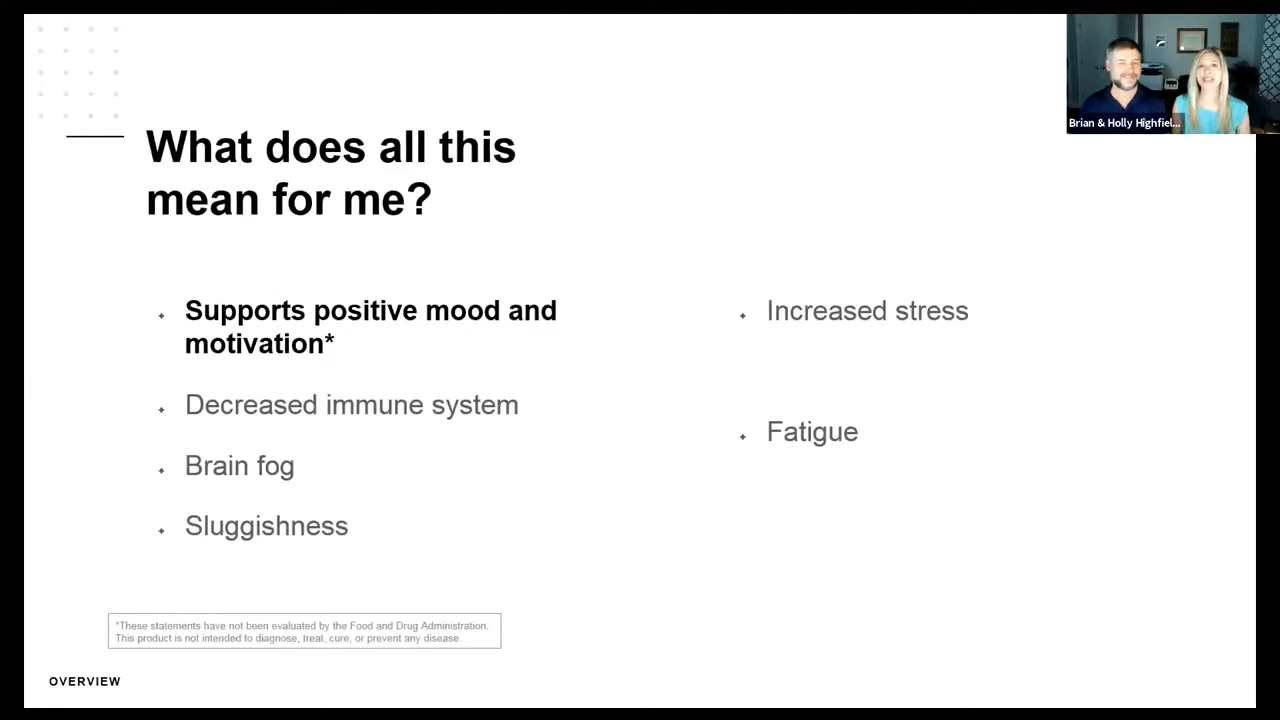 Brian & Holly Highfiel...
What does all this
mean for me?
Supports positive mood and
motivation*
Decreased immune system
Brain fog
Sluggishness
Increased stress
Fatigue
*These statements have not been evaluated by the Food and Drug Administration.
This product is not intended to diagnose, treat, cure, or prevent any disease.
OVERVIEW